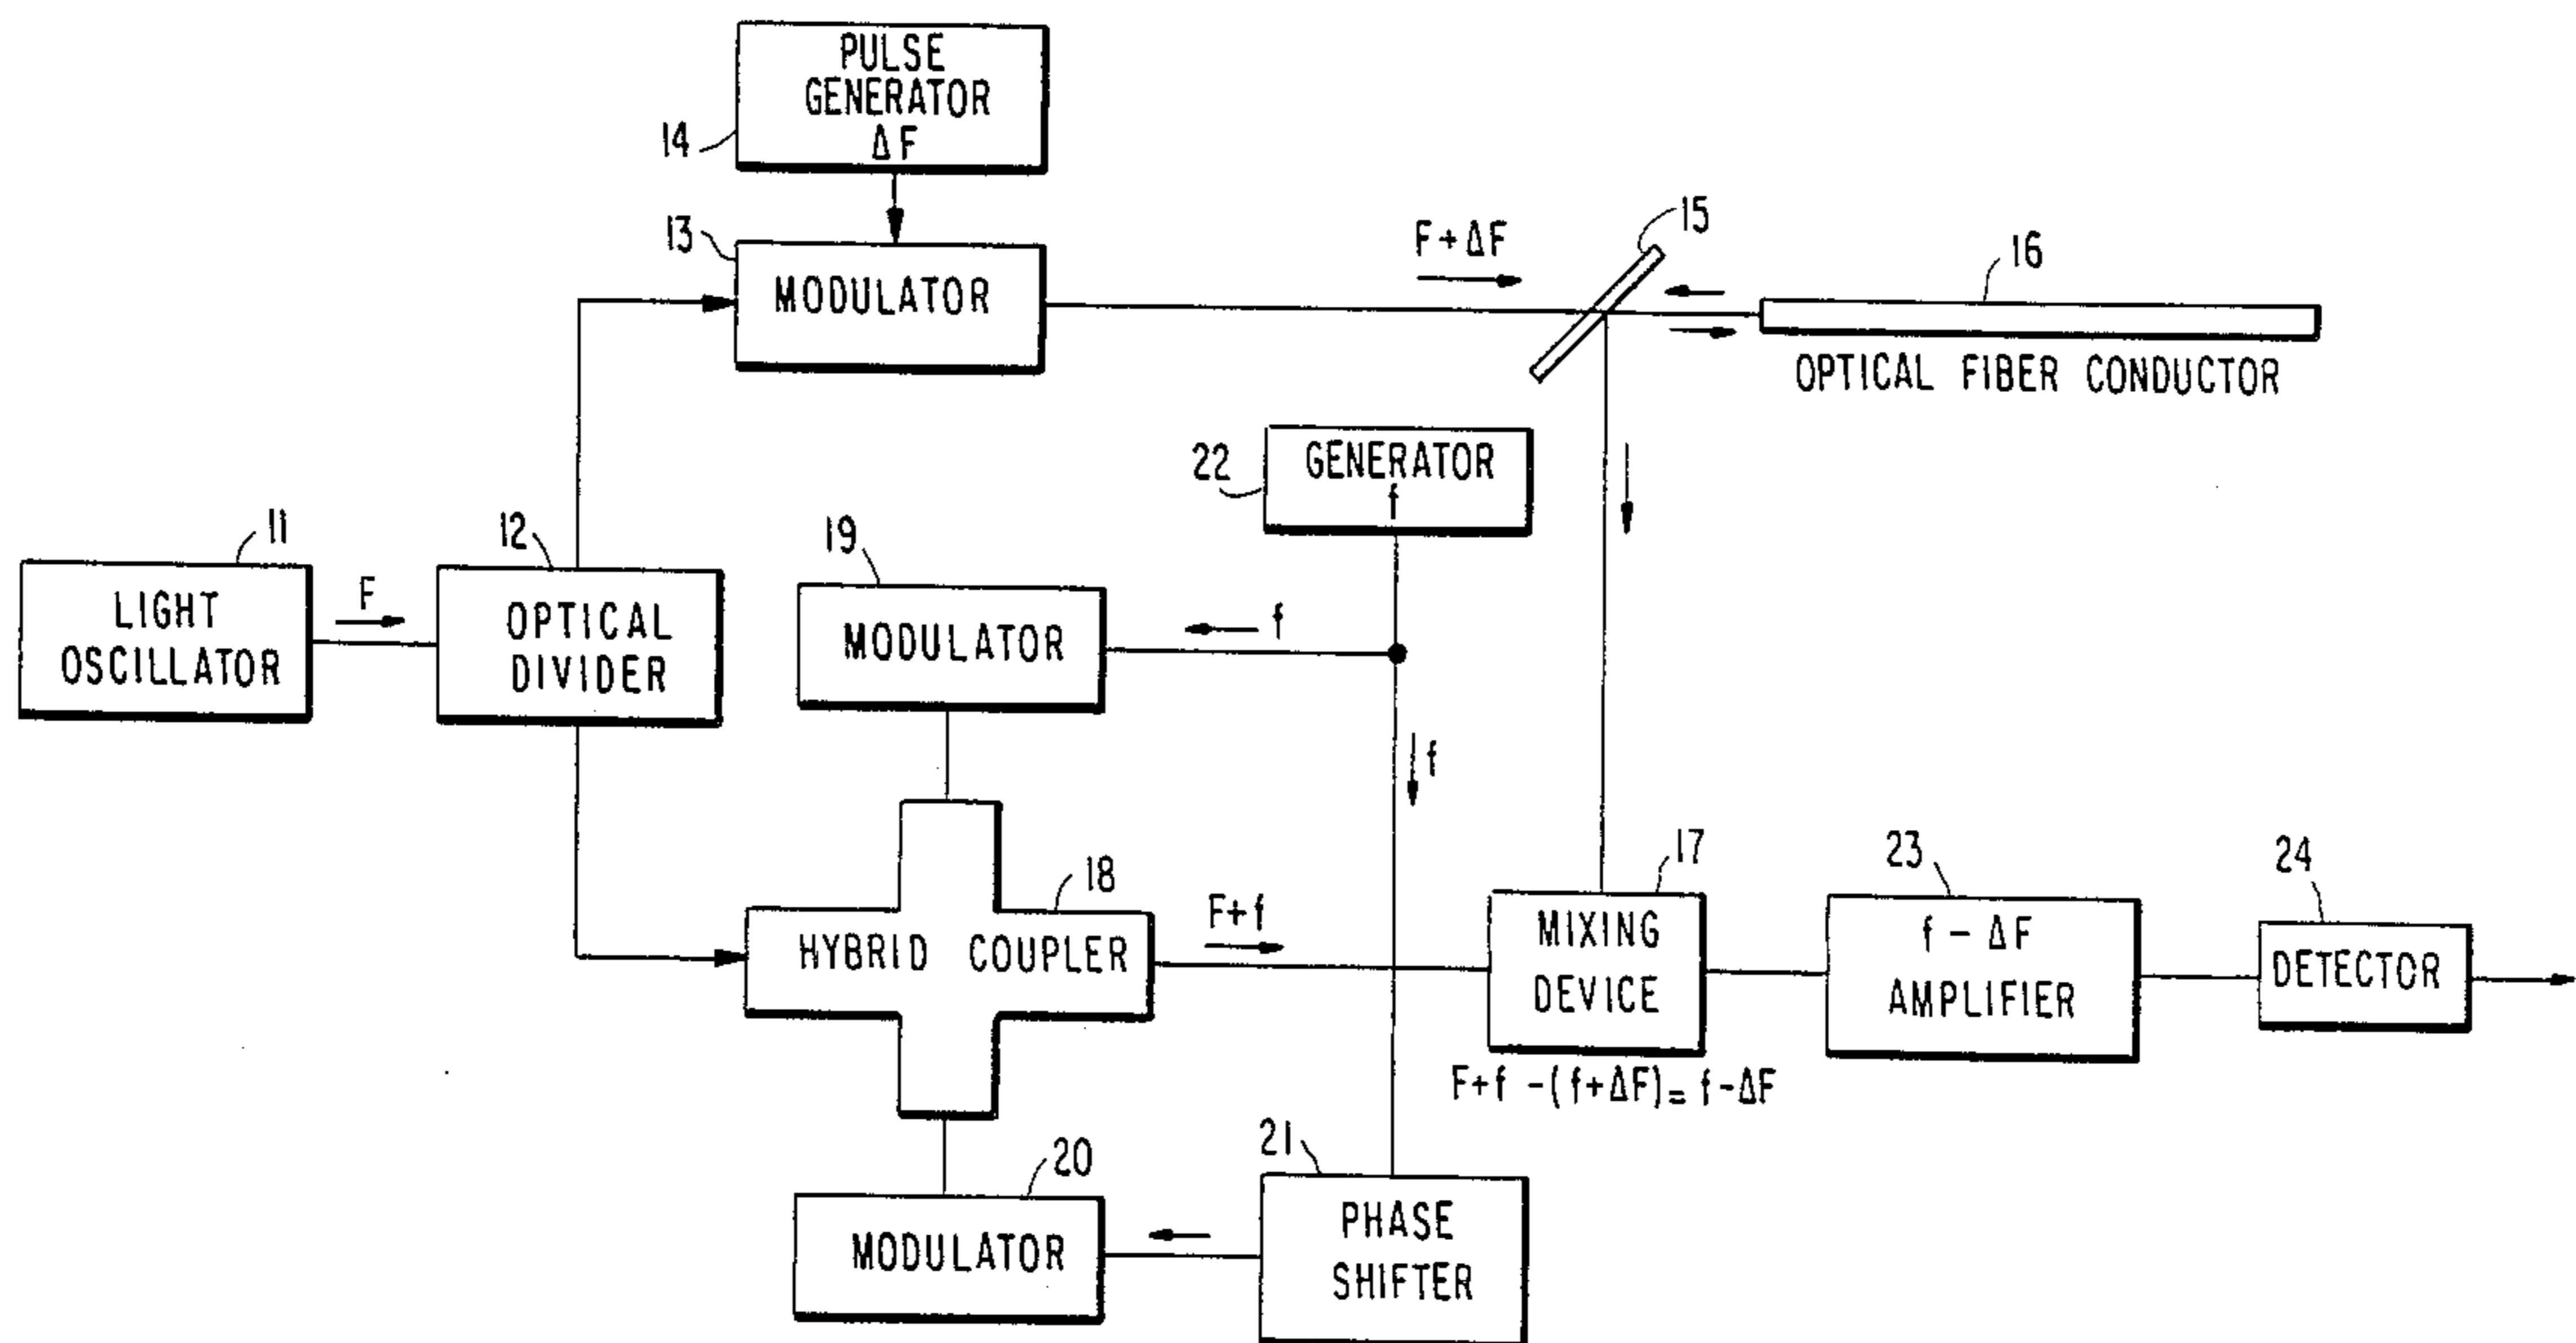 PULSE
GENERATOR
ΔF
14
13
MODULATOR
F+ΔF
15
16
OPTICAL FIBER CONDUCTOR
22
GENERATOR
f
11
LIGHT
OSCILLATOR
F
12
OPTICAL
DIVIDER
19
MODULATOR
f
f
18
HYBRID COUPLER
F+f
17
MIXING
DEVICE
F+f -(f+ΔF)= f-ΔF
23
f - ΔF
AMPLIFIER
24
DETECTOR
20
MODULATOR
21
PHASE
SHIFTER